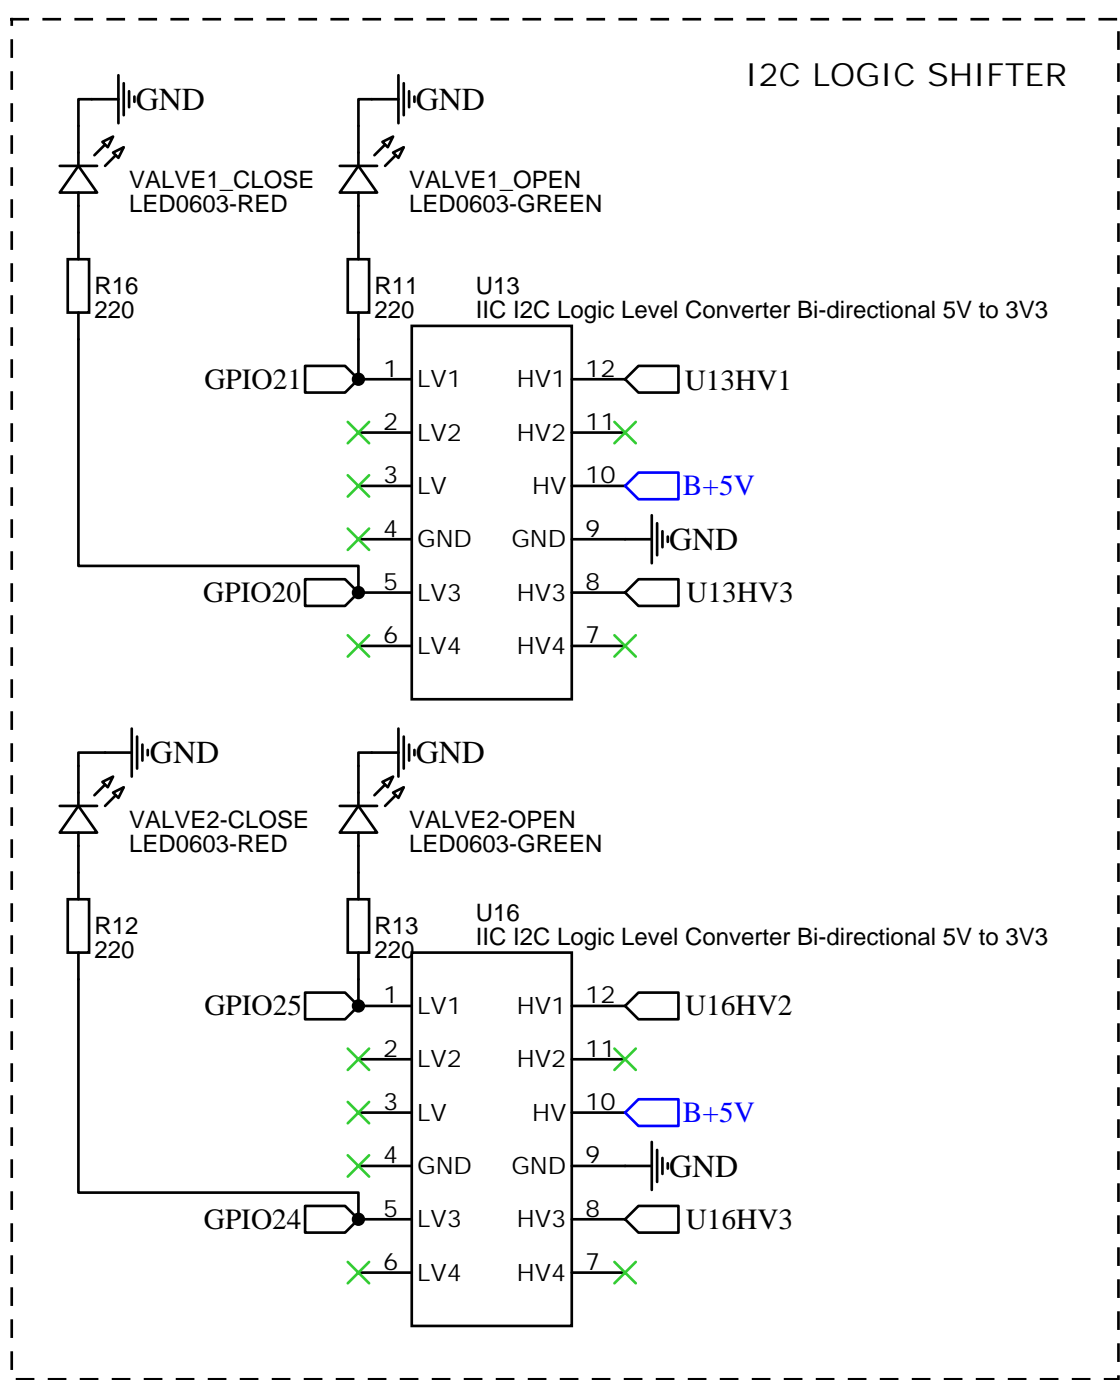 I2C LOGIC SHIFTER
GND
GND
VALVE1_CLOSE
LED0603-RED
VALVE1_OPEN
LED0603-GREEN
R16
220
R11
220
U13
IIC I2C Logic Level Converter Bi-directional 5V to 3V3
GPIO21 1 LV1 HV1 12 U13HV1
2 LV2 HV2 11
3 LV HV 10 B+5V
4 GND GND 9 GND
GPIO20 5 LV3 HV3 8 U13HV3
6 LV4 HV4 7
GND
GND
VALVE2-CLOSE
LED0603-RED
VALVE2-OPEN
LED0603-GREEN
R12
220
R13
220
U16
IIC I2C Logic Level Converter Bi-directional 5V to 3V3
GPIO25 1 LV1 HV1 12 U16HV2
2 LV2 HV2 11
3 LV HV 10 B+5V
4 GND GND 9 GND
GPIO24 5 LV3 HV3 8 U16HV3
6 LV4 HV4 7